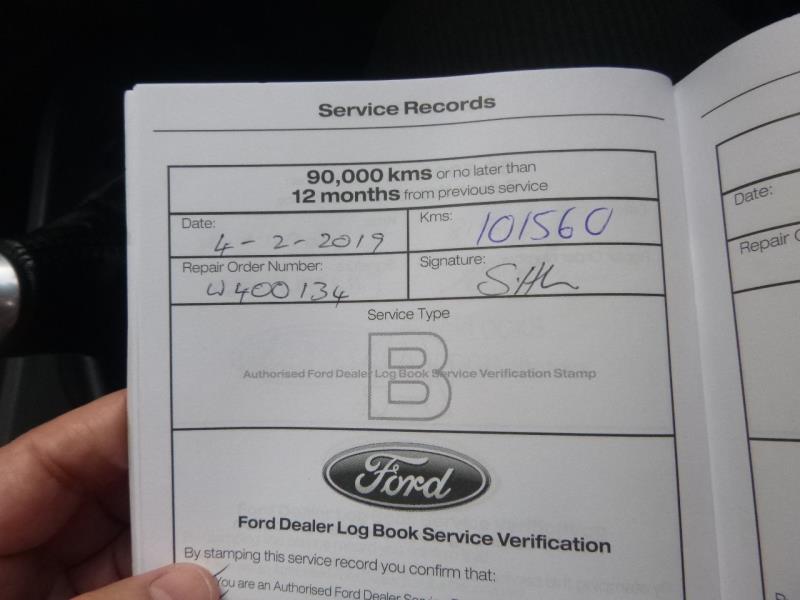 Service Records
90,000 kms or no later than
12 months from previous service
Date: 4-2-2019
Kms: 101560
Repair Order Number: W400134
Signature:
Service Type
B
Authorised Ford Dealer Log Book Service Verification Stamp
Ford
Ford Dealer Log Book Service Verification
By stamping this service record you confirm that:
You are an Authorised Ford Dealer
Date:
Repair